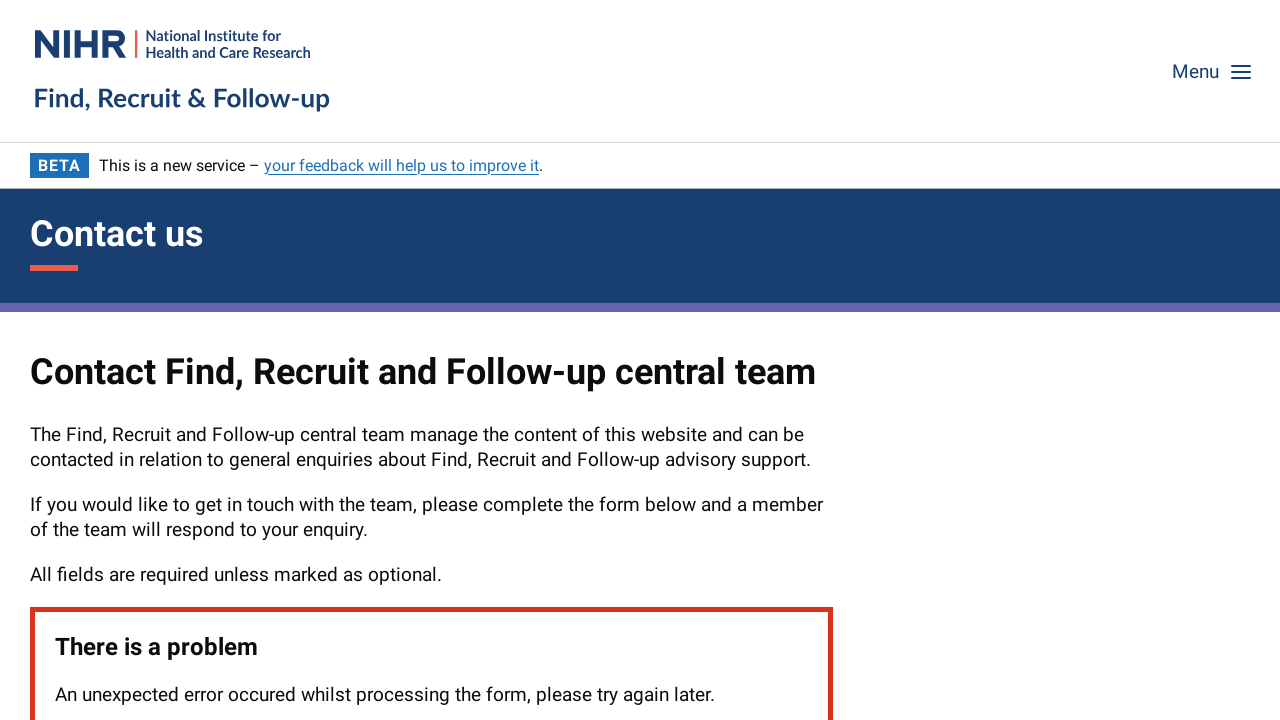 NIHR | National Institute for
Health and Care Research
Find, Recruit & Follow-up
Menu
BETA This is a new service – your feedback will help us to improve it.
Contact us
Contact Find, Recruit and Follow-up central team
The Find, Recruit and Follow-up central team manage the content of this website and can be
contacted in relation to general enquiries about Find, Recruit and Follow-up advisory support.
If you would like to get in touch with the team, please complete the form below and a member
of the team will respond to your enquiry.
All fields are required unless marked as optional.
There is a problem
An unexpected error occured whilst processing the form, please try again later.